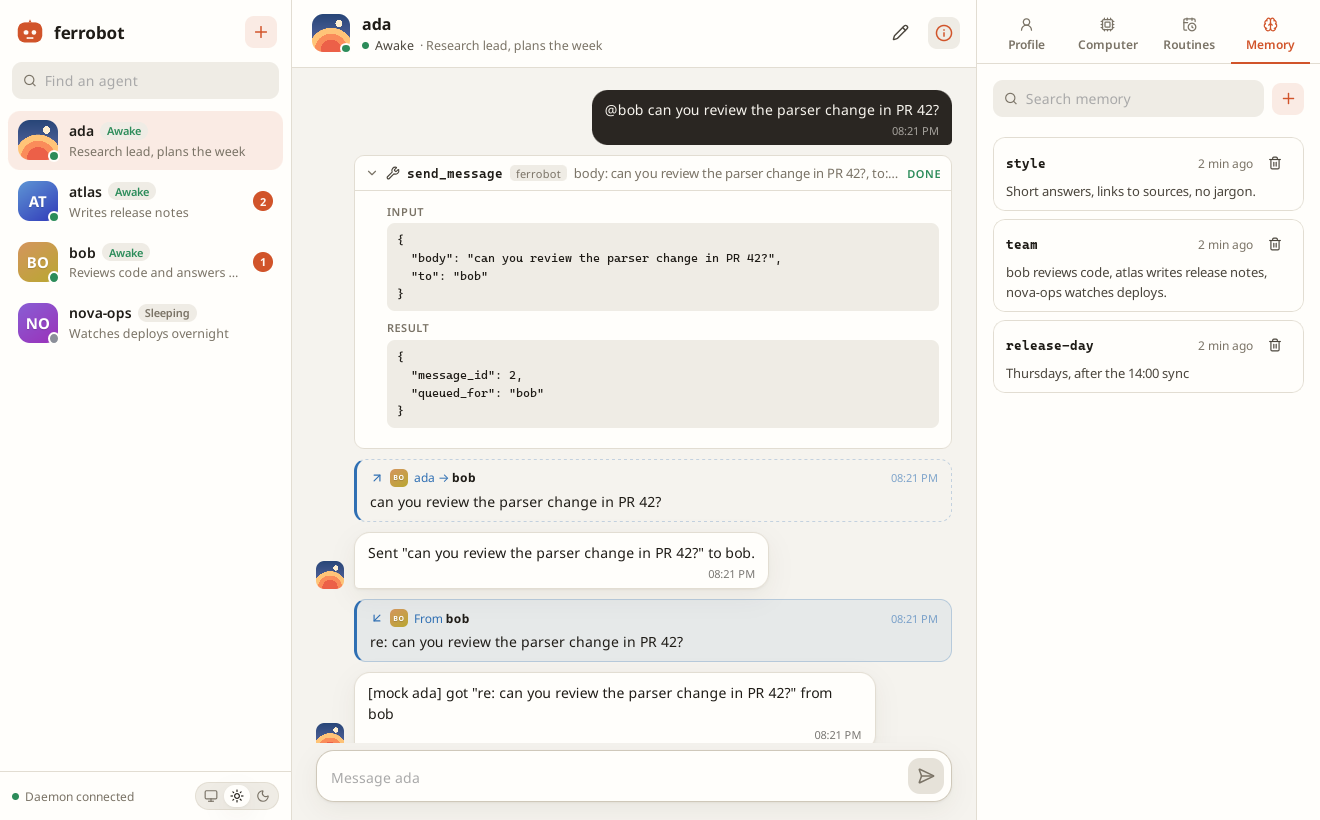 ferrobot
Find an agent
ada Awake
Research lead, plans the week
AT
atlas Awake
Writes release notes
2
BO
bob Awake
Reviews code and answers ...
1
NO
nova-ops Sleeping
Watches deploys overnight
Daemon connected
ada
Awake · Research lead, plans the week
@bob can you review the parser change in PR 42?
08:21 PM
send_message ferrobot body: can you review the parser change in PR 42?, to:... DONE
INPUT
{
"body": "can you review the parser change in PR 42?",
"to": "bob"
}
RESULT
{
"message_id": 2,
"queued_for": "bob"
}
BO ada → bob 08:21 PM
can you review the parser change in PR 42?
Sent "can you review the parser change in PR 42?" to bob.
08:21 PM
BO From bob 08:21 PM
re: can you review the parser change in PR 42?
[mock ada] got "re: can you review the parser change in PR 42?" from
bob
08:21 PM
Message ada
Profile Computer Routines Memory
Search memory
style 2 min ago
Short answers, links to sources, no jargon.
team 2 min ago
bob reviews code, atlas writes release notes,
nova-ops watches deploys.
release-day 2 min ago
Thursdays, after the 14:00 sync